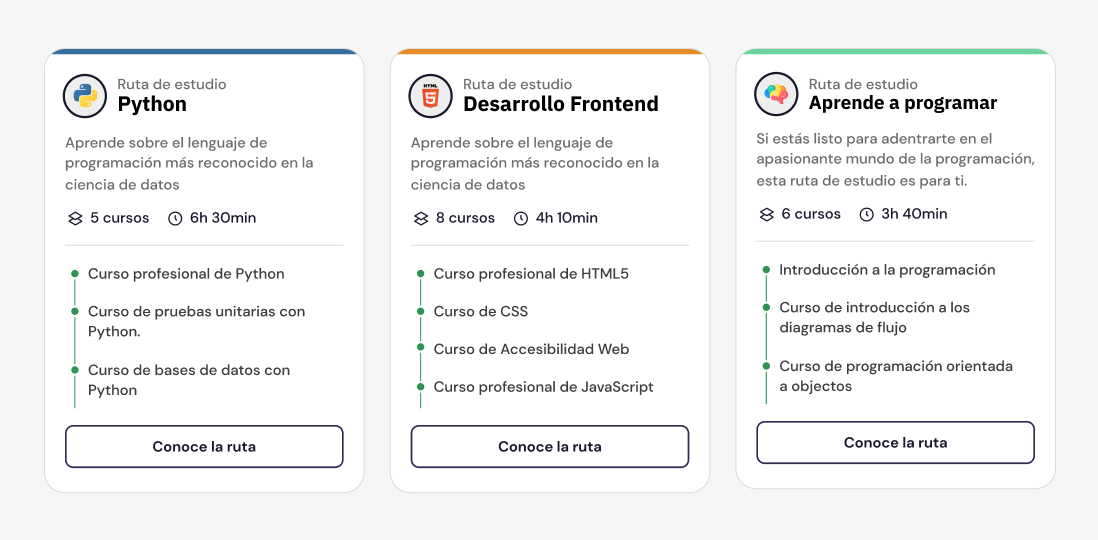 Ruta de estudio
Python
Aprende sobre el lenguaje de
programación más reconocido en la
ciencia de datos
5 cursos 6h 30min
Curso profesional de Python
Curso de pruebas unitarias con
Python.
Curso de bases de datos con
Python
Conoce la ruta
HTML
5
Ruta de estudio
Desarrollo Frontend
Aprende sobre el lenguaje de
programación más reconocido en la
ciencia de datos
8 cursos 4h 10min
Curso profesional de HTML5
Curso de CSS
Curso de Accesibilidad Web
Curso profesional de JavaScript
Conoce la ruta
Ruta de estudio
Aprende a programar
Si estás listo para adentrarte en el
apasionante mundo de la programación,
esta ruta de estudio es para ti.
6 cursos 3h 40min
Introducción a la programación
Curso de introducción a los
diagramas de flujo
Curso de programación orientada
a objectos
Conoce la ruta